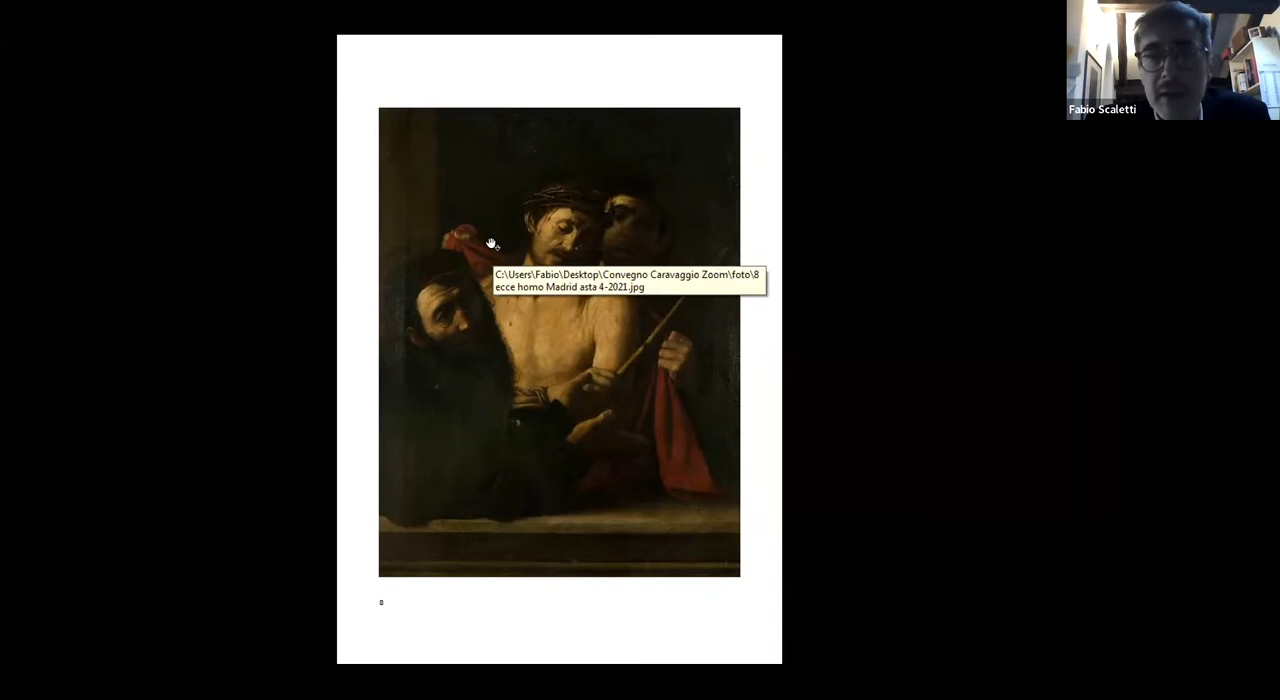 Fabio Scaletti
C:\Users\Fabio\Desktop\Convegno Caravaggio Zoom\foto\8
ecce homo Madrid asta 4-2021.jpg
8